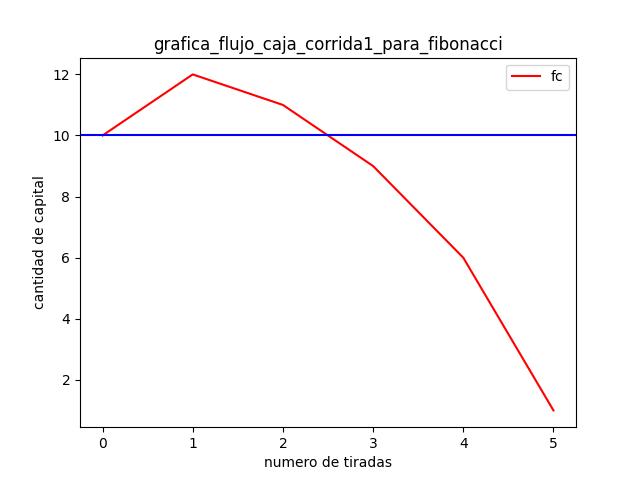 grafica_flujo_caja_corrida1_para_fibonacci
fc
12
10
8
6
4
2
cantidad de capital
0 1 2 3 4 5
numero de tiradas